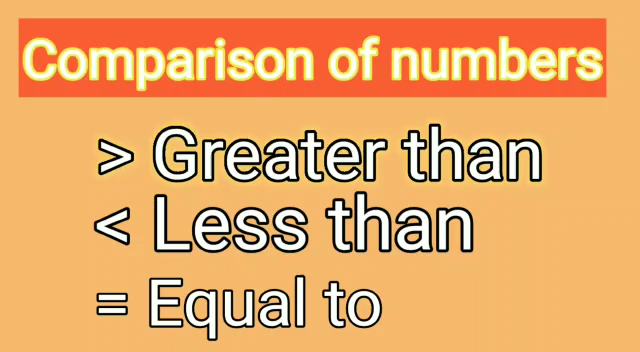 Comparison of numbers
> Greater than
< Less than
= Equal to